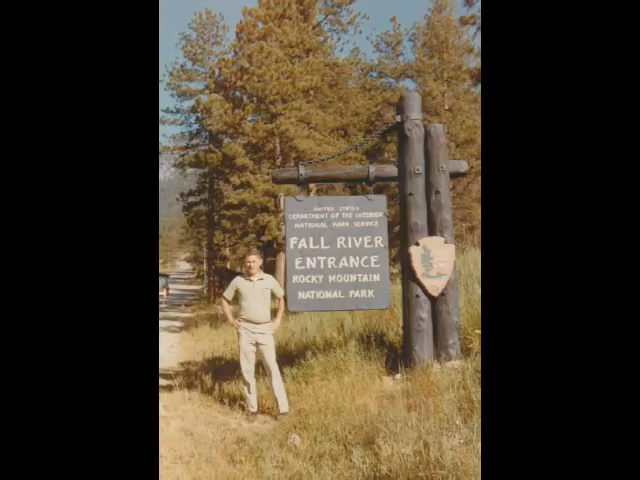 UNITED STATES
DEPARTMENT OF THE INTERIOR
NATIONAL PARK SERVICE
FALL RIVER
ENTRANCE
ROCKY MOUNTAIN
NATIONAL PARK